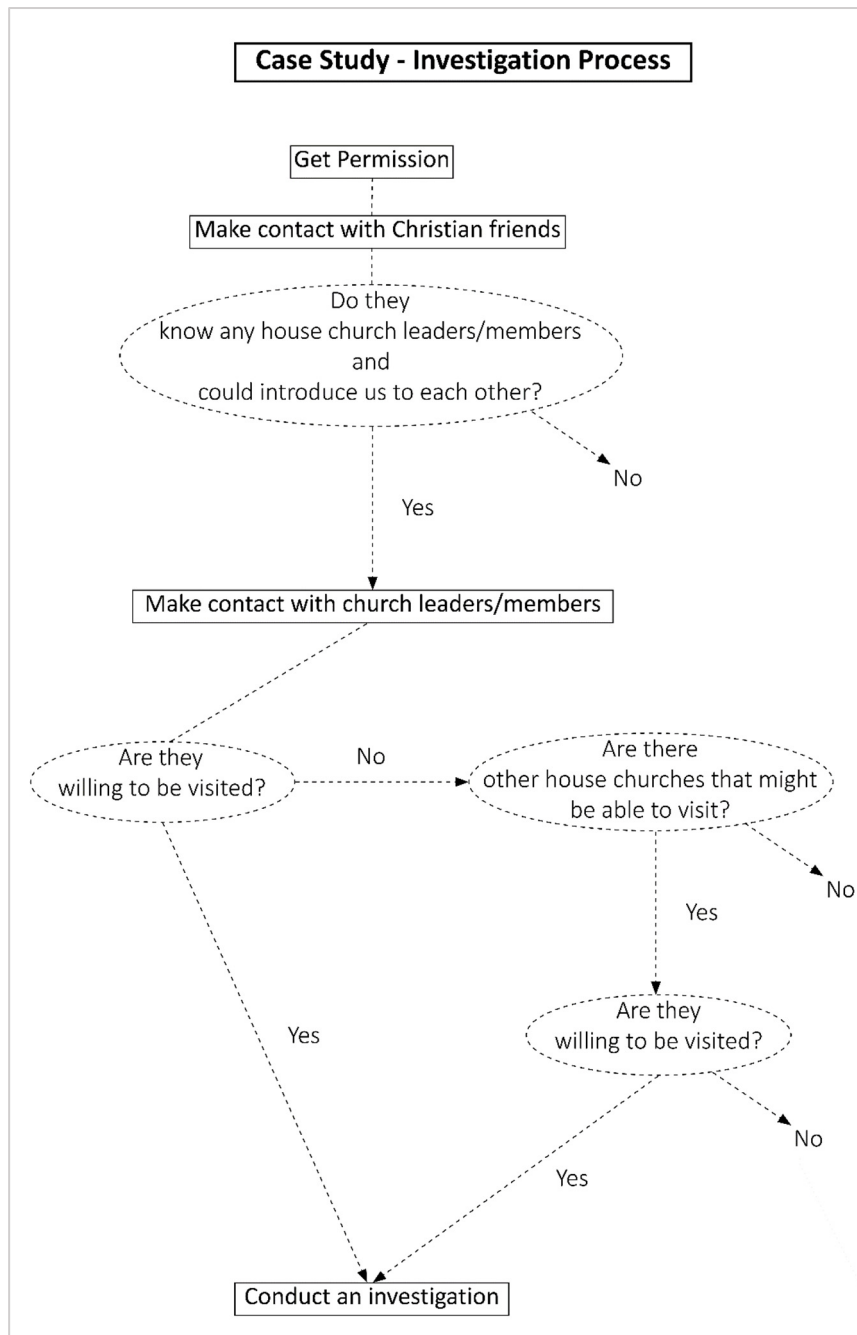 Case Study - Investigation Process
Get Permission
Make contact with Christian friends
Do they
know any house church leaders/members
and
could introduce us to each other?
No
Yes
Make contact with church leaders/members
Are they
willing to be visited?
No
Are there
other house churches that might
be able to visit?
No
Yes
Are they
willing to be visited?
Yes
No
Yes
Conduct an investigation